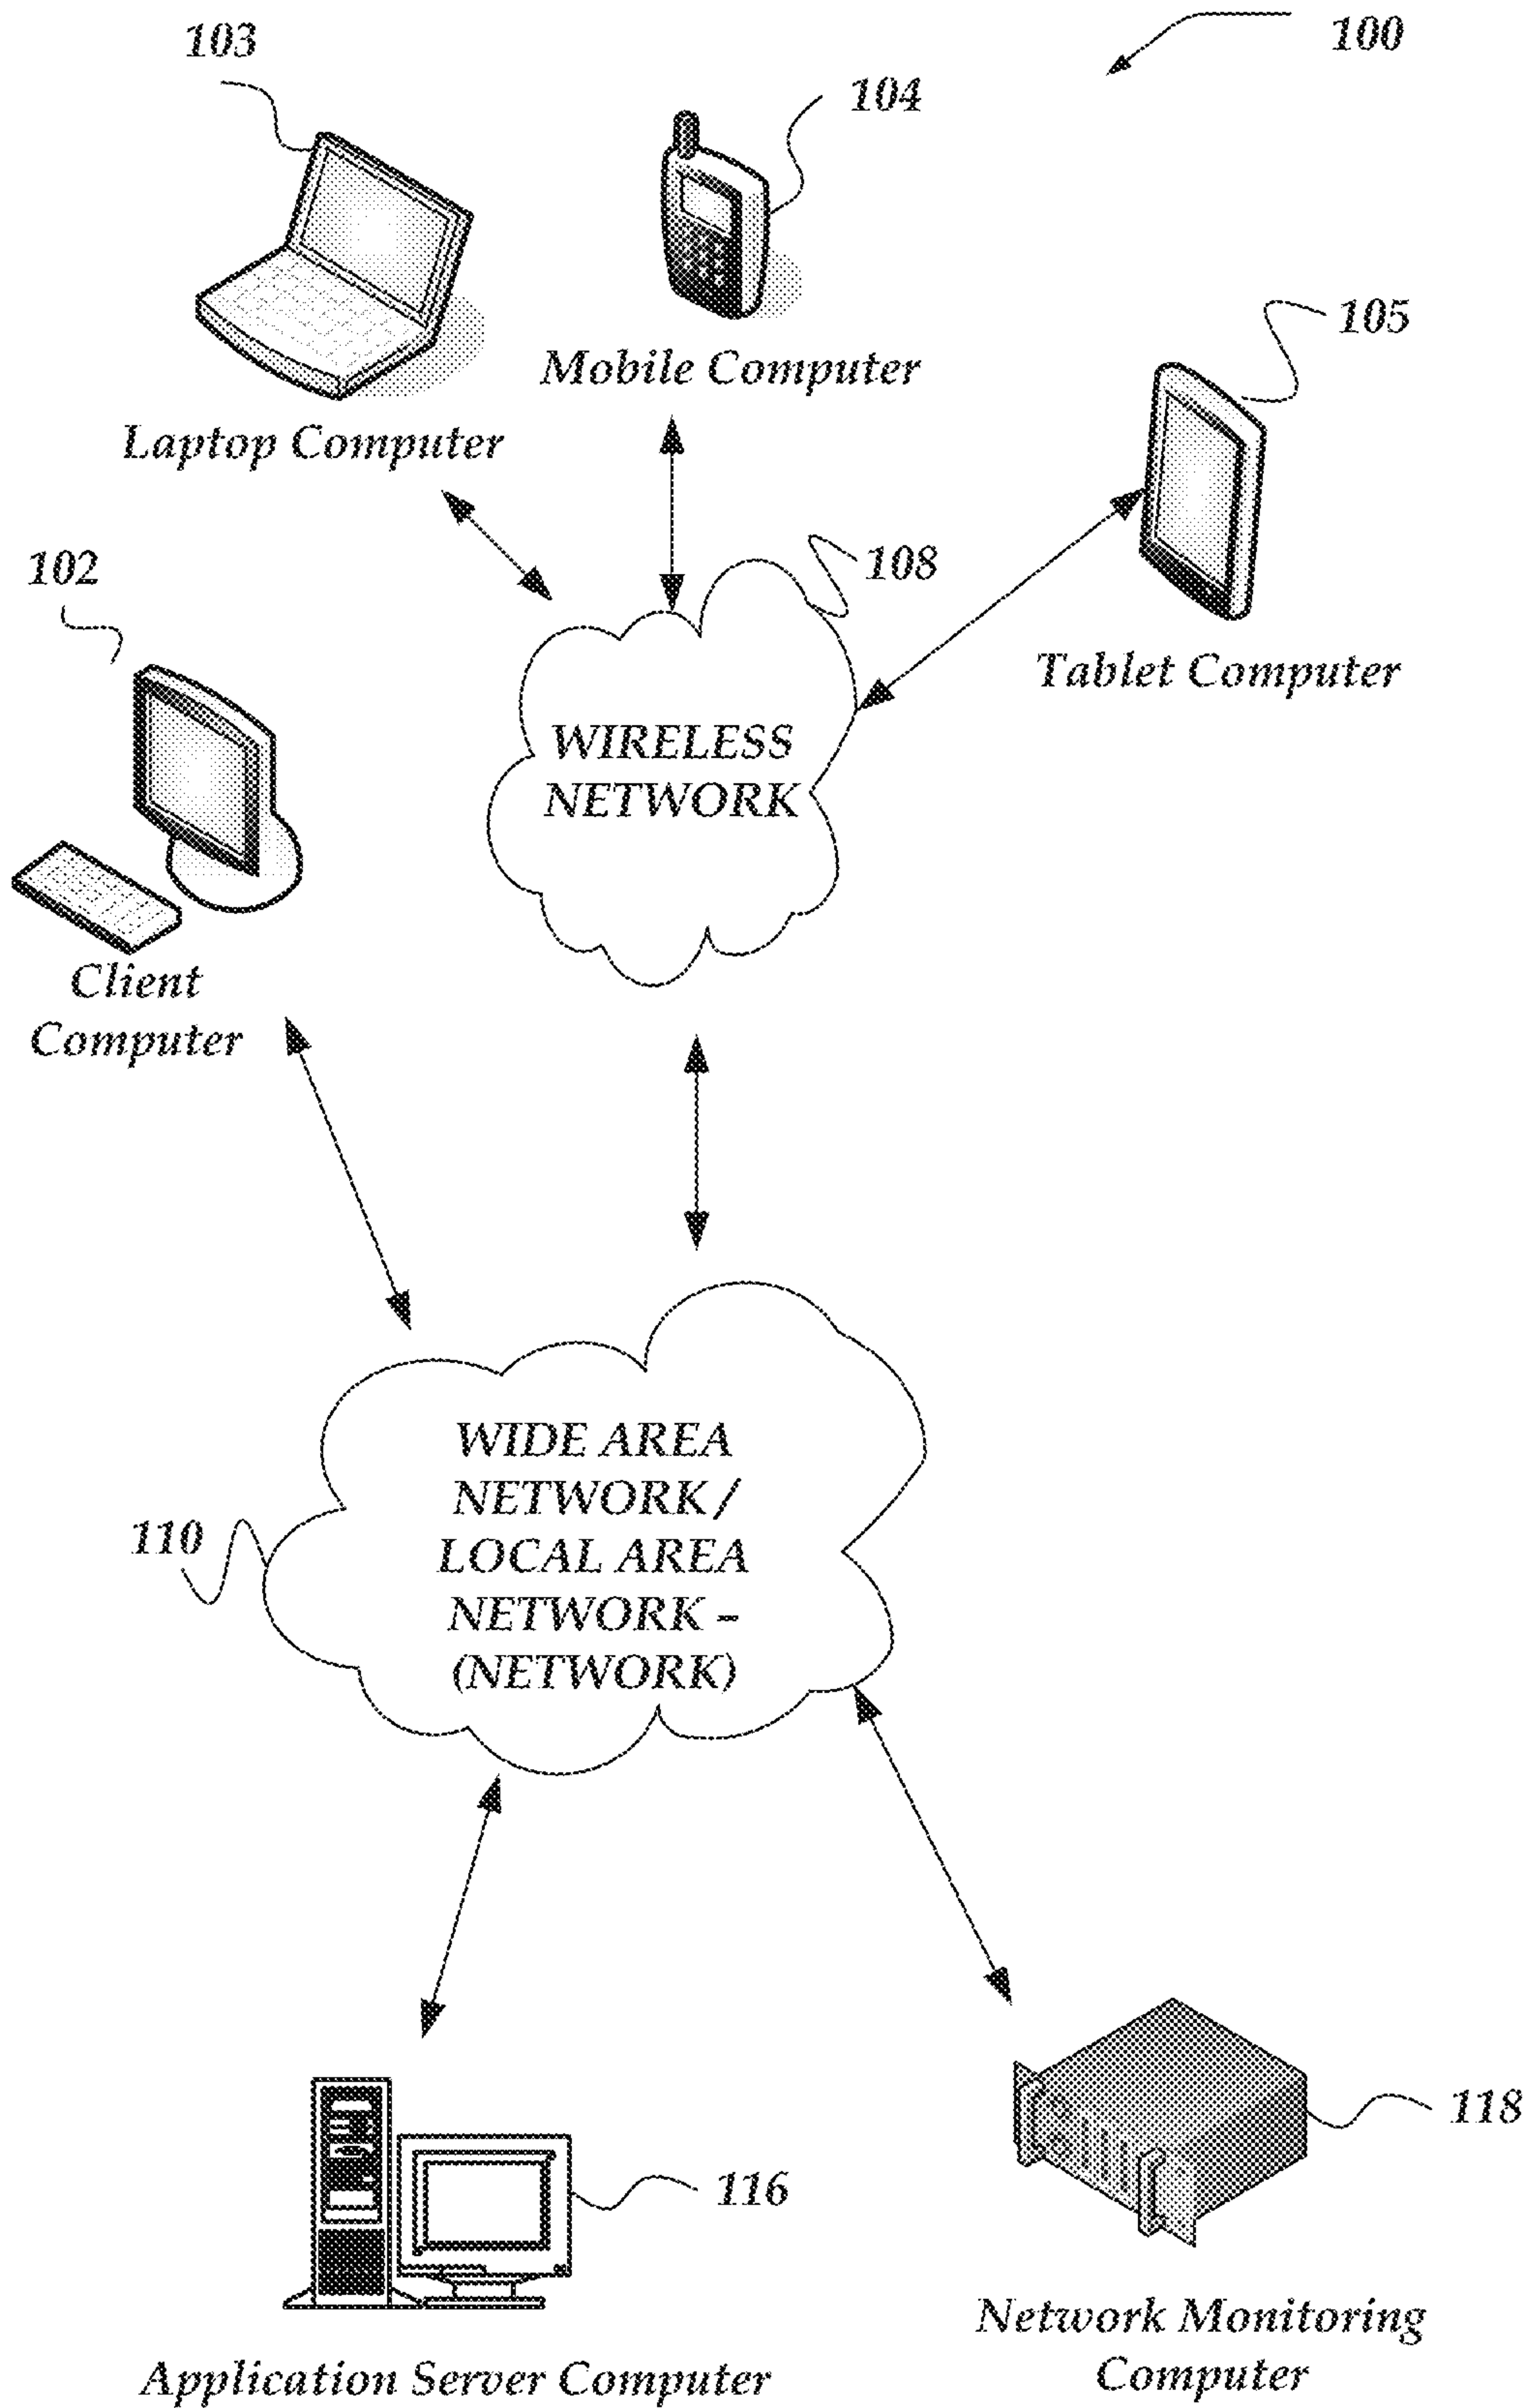 103
100
104
Mobile Computer
105
Laptop Computer
102
108
Tablet Computer
WIRELESS
NETWORK
Client
Computer
WIDE AREA
NETWORK /
LOCAL AREA
NETWORK –
(NETWORK)
110
118
116
Network Monitoring
Computer
Application Server Computer